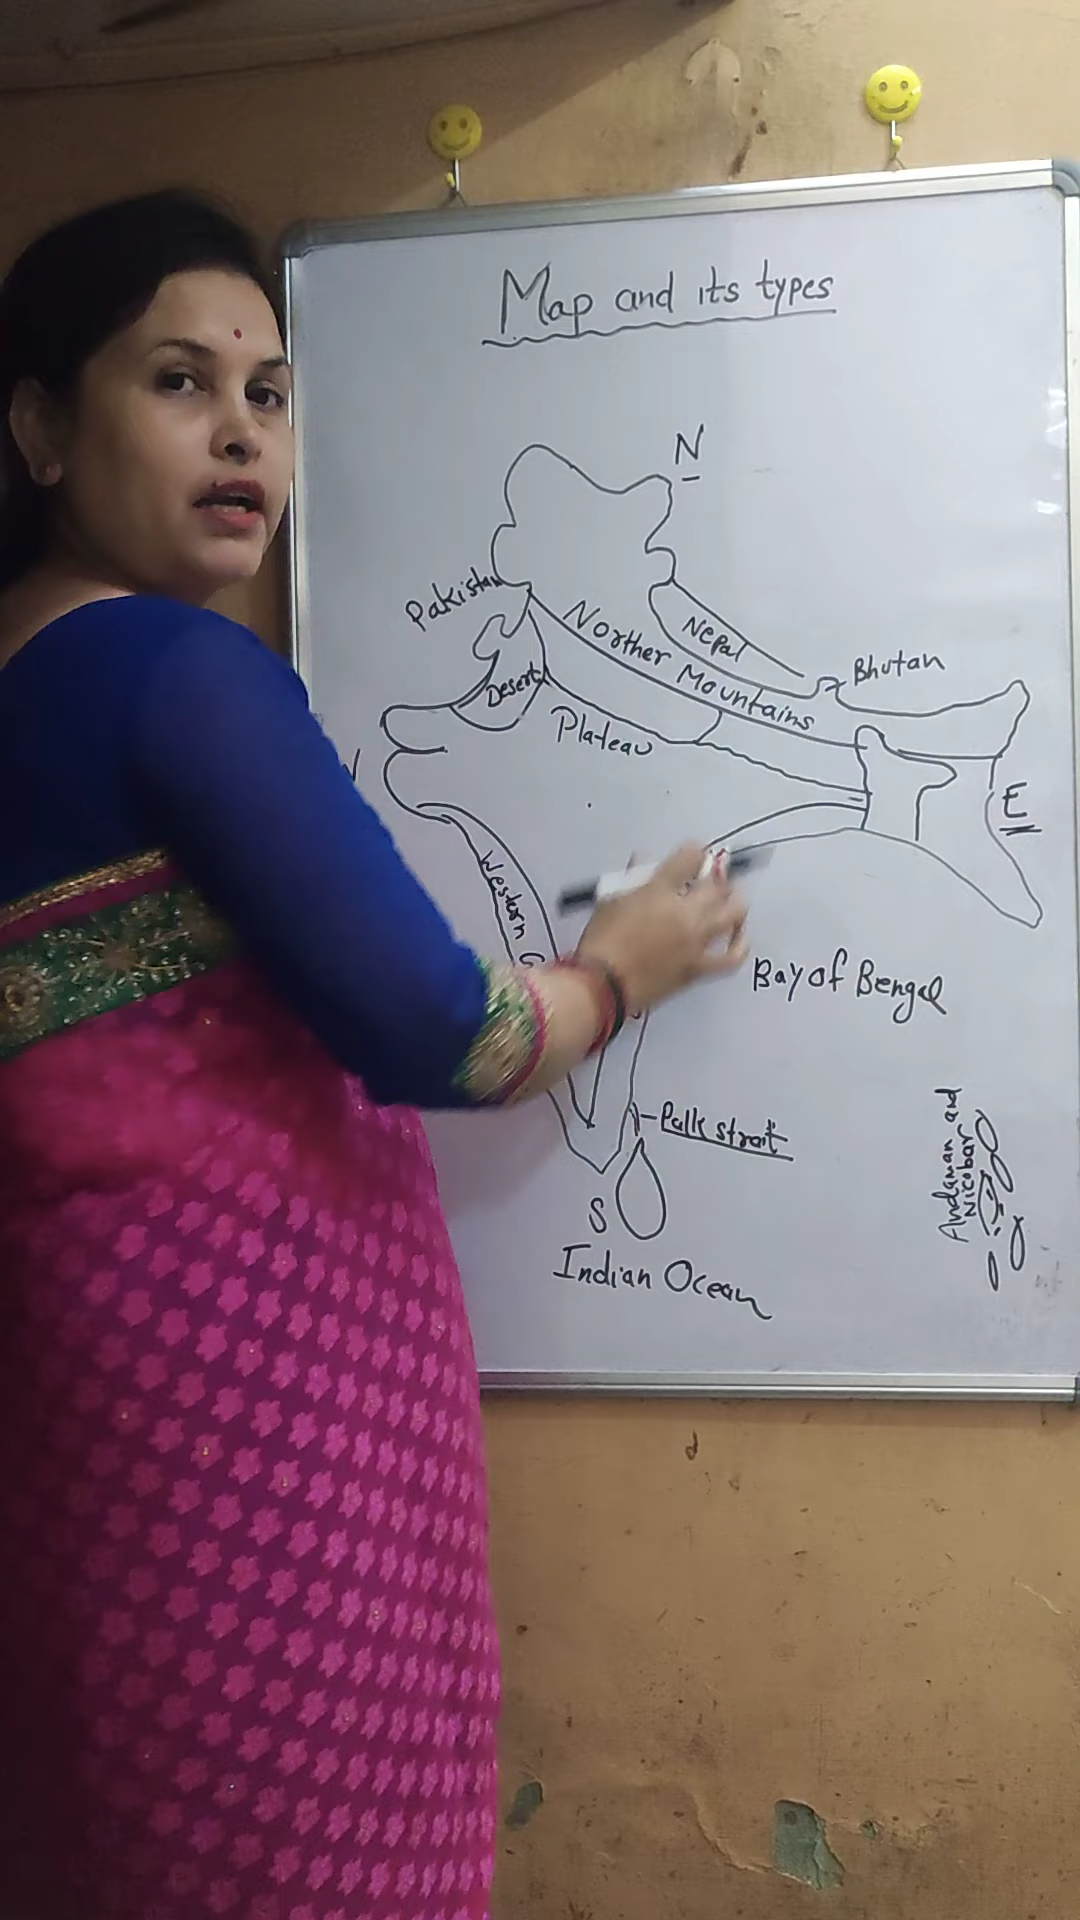 Map and its types
N
Pakistan
Norther Mountains
Nepal
Bhutan
Desert
Plateau
E
Western
Bay of Bengal
Palk strait
Andaman and
Nicobar
S
Indian Ocean